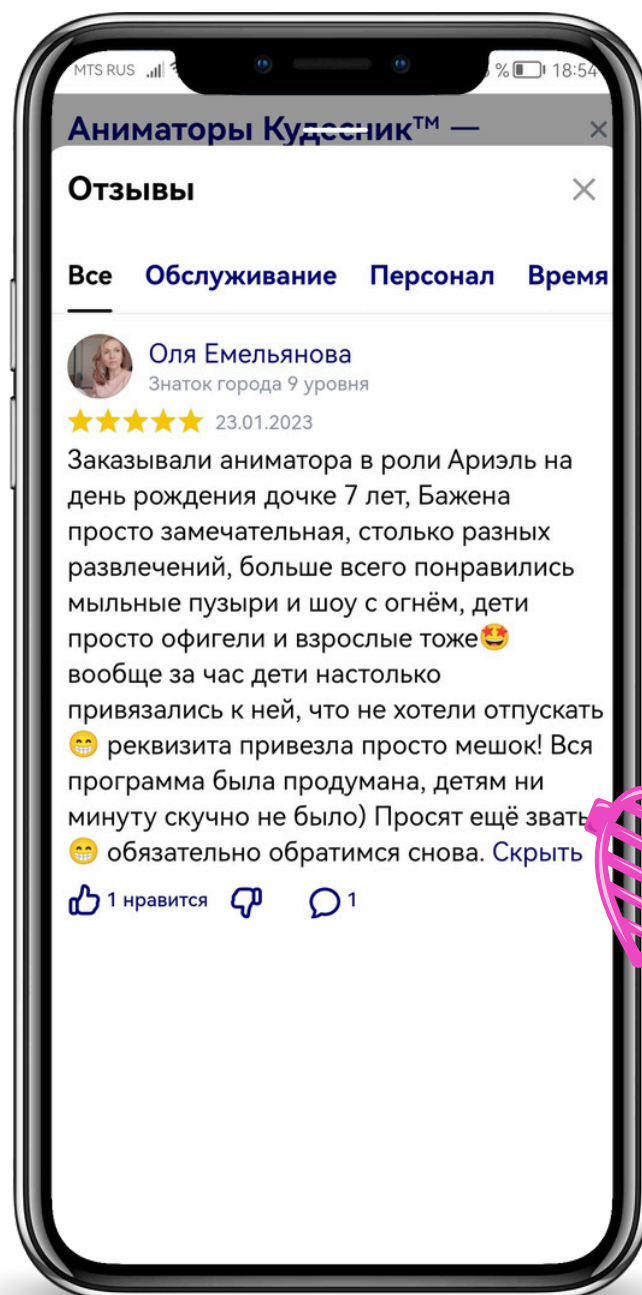 MTS RUS % 18:54
Аниматоры Кудесник™ —
Отзывы
Все Обслуживание Персонал Время
Оля Емельянова
Знаток города 9 уровня
23.01.2023
Заказывали аниматора в роли Ариэль на
день рождения дочке 7 лет, Бажена
просто замечательная, столько разных
развлечений, больше всего понравились
мыльные пузыри и шоу с огнём, дети
просто офигели и взрослые тоже🤩
вообще за час дети настолько
привязались к ней, что не хотели отпускать
😁 реквизита привезла просто мешок! Вся
программа была продумана, детям ни
минуту скучно не было) Просят ещё звать
😁 обязательно обратимся снова. Скрыть
1 нравится 1